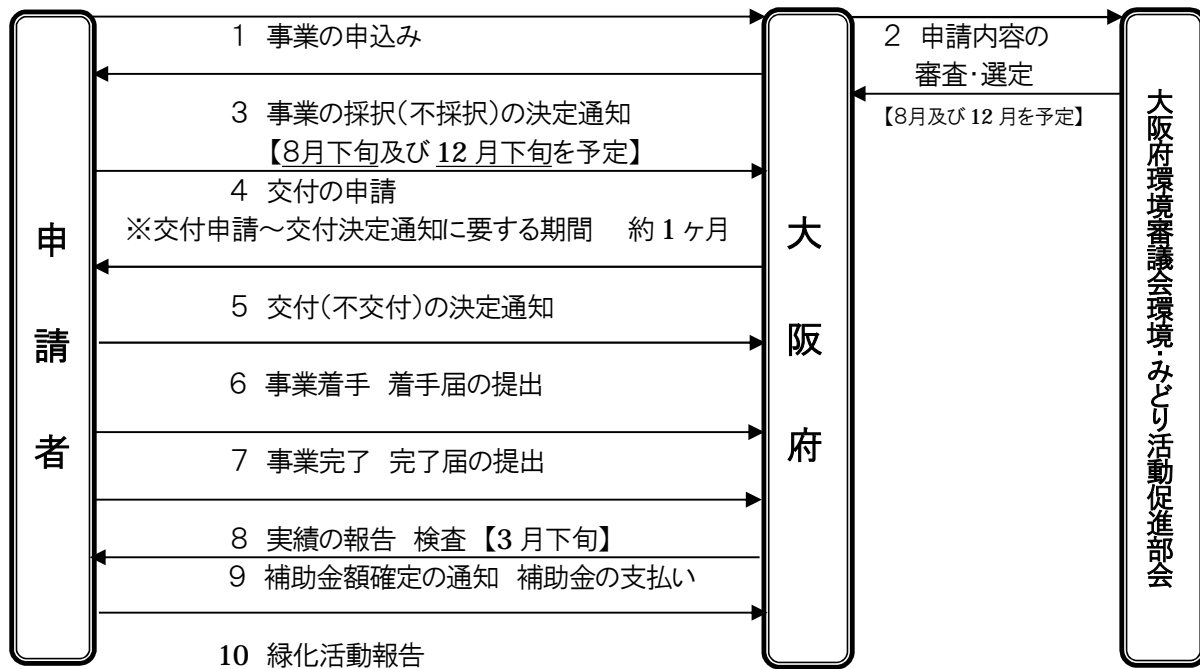 申請者
1 事業の申込み
3 事業の採択(不採択)の決定通知
【8月下旬及び 12 月下旬を予定】
4 交付の申請
※交付申請～交付決定通知に要する期間 約 1 ヶ月
5 交付(不交付)の決定通知
6 事業着手 着手届の提出
7 事業完了 完了届の提出
8 実績の報告 検査 【3 月下旬】
9 補助金額確定の通知 補助金の支払い
10 緑化活動報告
大阪府
2 申請内容の
審査・選定
【8月及び 12 月を予定】
大阪府環境審議会環境・みどり活動促進部会